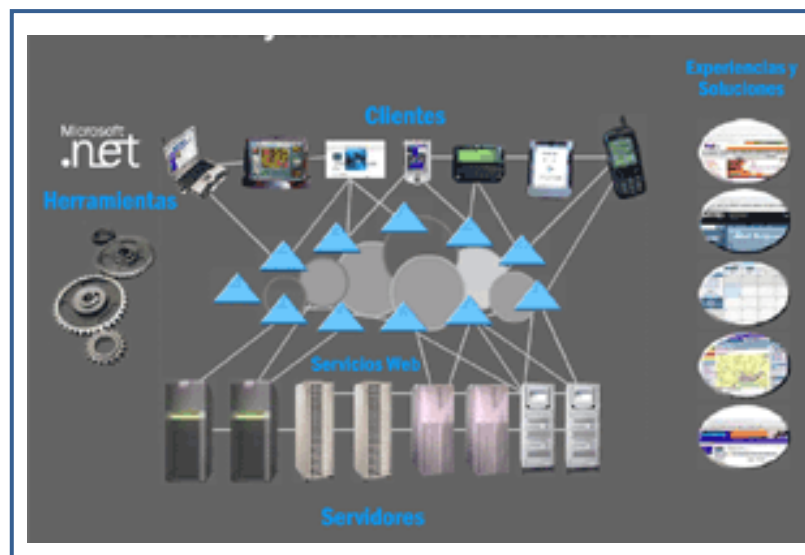 Experiencias y
Soluciones
Clientes
Microsoft
.net
Herramientas
Servicios Web
Servidores